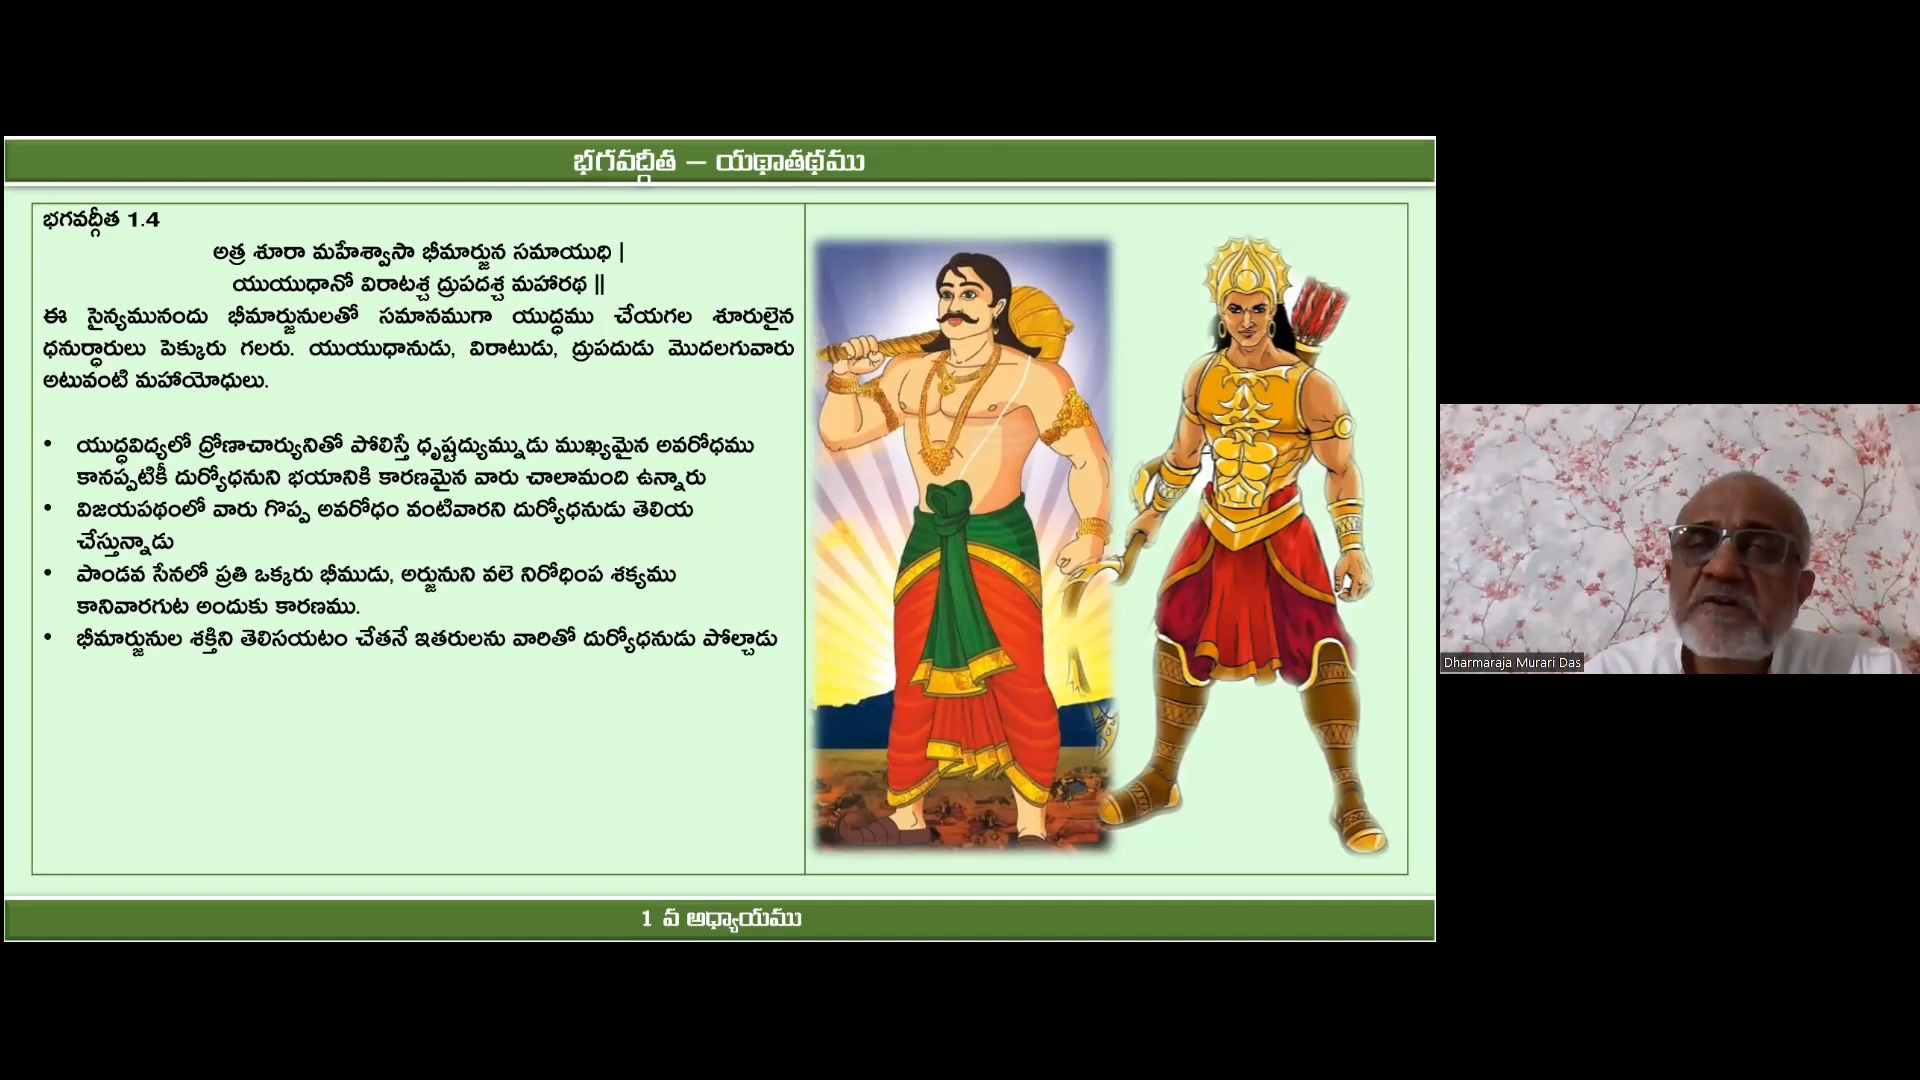 భగవద్గీత – యథాతథము
భగవద్గీత 1.4
అత్ర శూరా మహేశ్వాసా భీమార్జున సమాయుధి |
యుయుధానో విరాటశ్చ ద్రుపదశ్చ మహారథ ||
ఈ సైన్యమునందు భీమార్జునులతో సమానముగా యుద్ధము చేయగల శూరులైన
ధనుర్ధారులు పెక్కురు గలరు. యుయుధానుడు, విరాటుడు, ద్రుపదుడు మొదలగువారు
అటువంటి మహాయోధులు.
• యుద్ధవిద్యలో ద్రోణాచార్యునితో పోలిస్తే ధృష్టద్యుమ్నుడు ముఖ్యమైన అవరోధము
కానప్పటికీ దుర్యోధనుని భయానికి కారణమైన వారు చాలామంది ఉన్నారు
• విజయపథంలో వారు గొప్ప అవరోధం వంటివారని దుర్యోధనుడు తెలియ
చేస్తున్నాడు
• పాండవ సేనలో ప్రతి ఒక్కరు భీముడు, అర్జునుని వలె నిరోధింప శక్యము
కానివారగుట అందుకు కారణము.
• భీమార్జునుల శక్తిని తెలిసయటం చేతనే ఇతరులను వారితో దుర్యోధనుడు పోల్చాడు
1 వ అధ్యాయము
Dharmaraja Murari Das